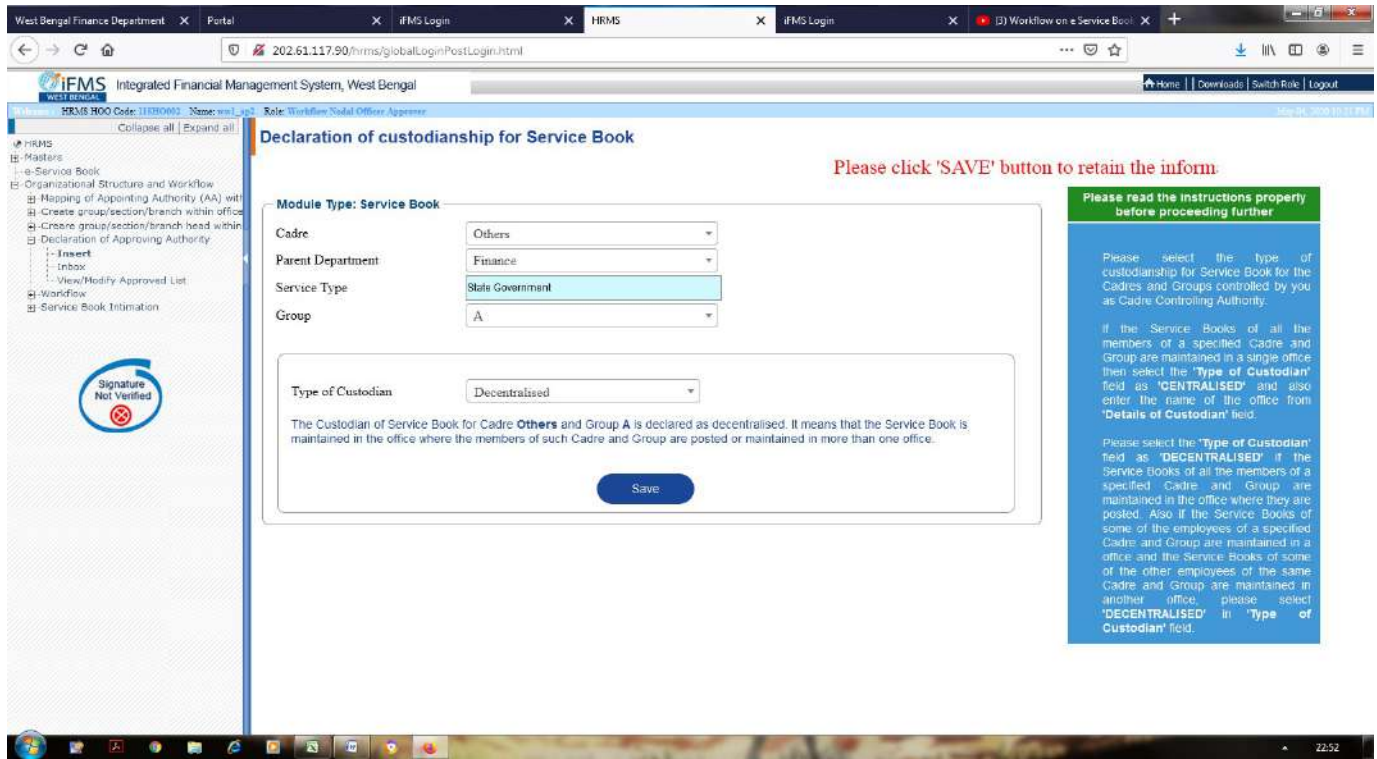 West Bengal Finance Department
Portal
iFMS Login
HRMS
iFMS Login
(3) Workflow on e Service Book
202.61.117.90/hrms/globalLoginPostLogin.html
iFMS Integrated Financial Management System, West Bengal
WEST BENGAL
Home | | Downloads | Switch Role | Logout
HRMS HOO Code: Name: Role: Workflow Nodal Officer Approver
Collapse all | Expand all
HRMS
Masters
e-Service Book
Organizational Structure and Workflow
Mapping of Appointing Authority (AA) with
Create group/section/branch within office
Create group/section/branch head within
Declaration of Approving Authority
Insert
Inbox
View/Modify Approved List
Workflow
Service Book Intimation
Signature
Not Verified
Declaration of custodianship for Service Book
Please click 'SAVE' button to retain the inform
Module Type: Service Book
Cadre Others
Parent Department Finance
Service Type State Government
Group A
Type of Custodian Decentralised
The Custodian of Service Book for Cadre Others and Group A is declared as decentralised. It means that the Service Book is
maintained in the office where the members of such Cadre and Group are posted or maintained in more than one office.
Save
Please read the instructions properly
before proceeding further
Please select the type of
custodianship for Service Book for the
Cadres and Groups controlled by you
as Cadre Controlling Authority.
If the Service Books of all the
members of a specified Cadre and
Group are maintained in a single office
then select the 'Type of Custodian'
field as 'CENTRALISED' and also
enter the name of the office from
'Details of Custodian' field.
Please select the 'Type of Custodian'
field as 'DECENTRALISED' if the
Service Books of all the members of a
specified Cadre and Group are
maintained in the office where they are
posted. Also if the Service Books of
some of the employees of a specified
Cadre and Group are maintained in a
office and the Service Books of some
of the other employees of the same
Cadre and Group are maintained in
another office, please select
'DECENTRALISED' in 'Type of
Custodian' field.
22:52